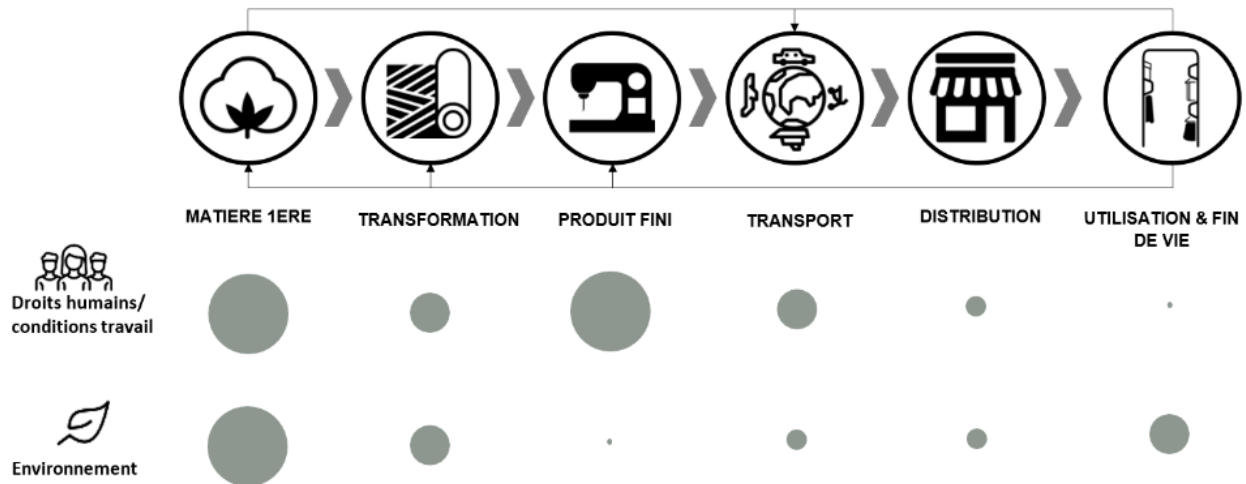 MATIERE 1ERE
TRANSFORMATION
PRODUIT FINI
TRANSPORT
DISTRIBUTION
UTILISATION & FIN
DE VIE
Droits humains/
conditions travail
Environnement